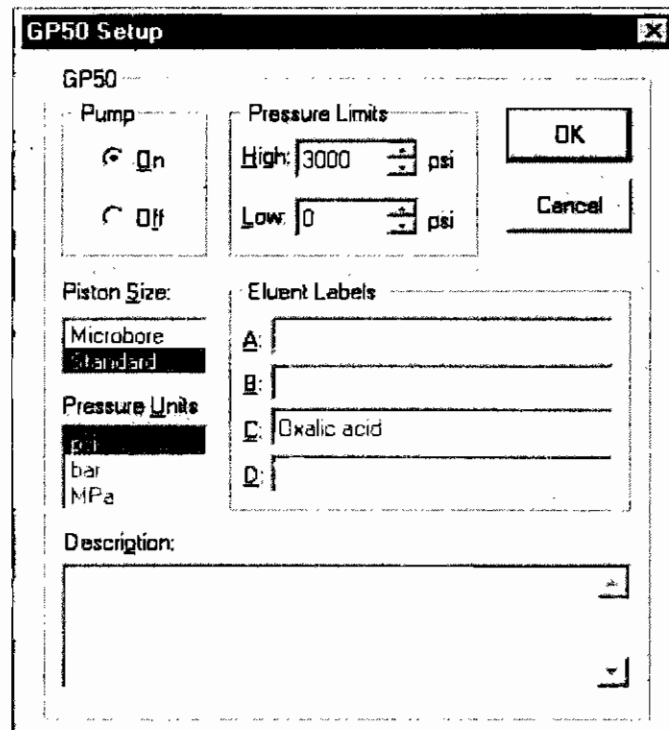 GP50 Setup
GP50
Pump
On
Off
Pressure Limits
High: 3000 psi
Low: 0 psi
OK
Cancel
Piston Size:
Microbore
Standard
Pressure Units
psi
bar
MPa
Eluent Labels
A:
B:
C: Oxalic acid
D:
Description: